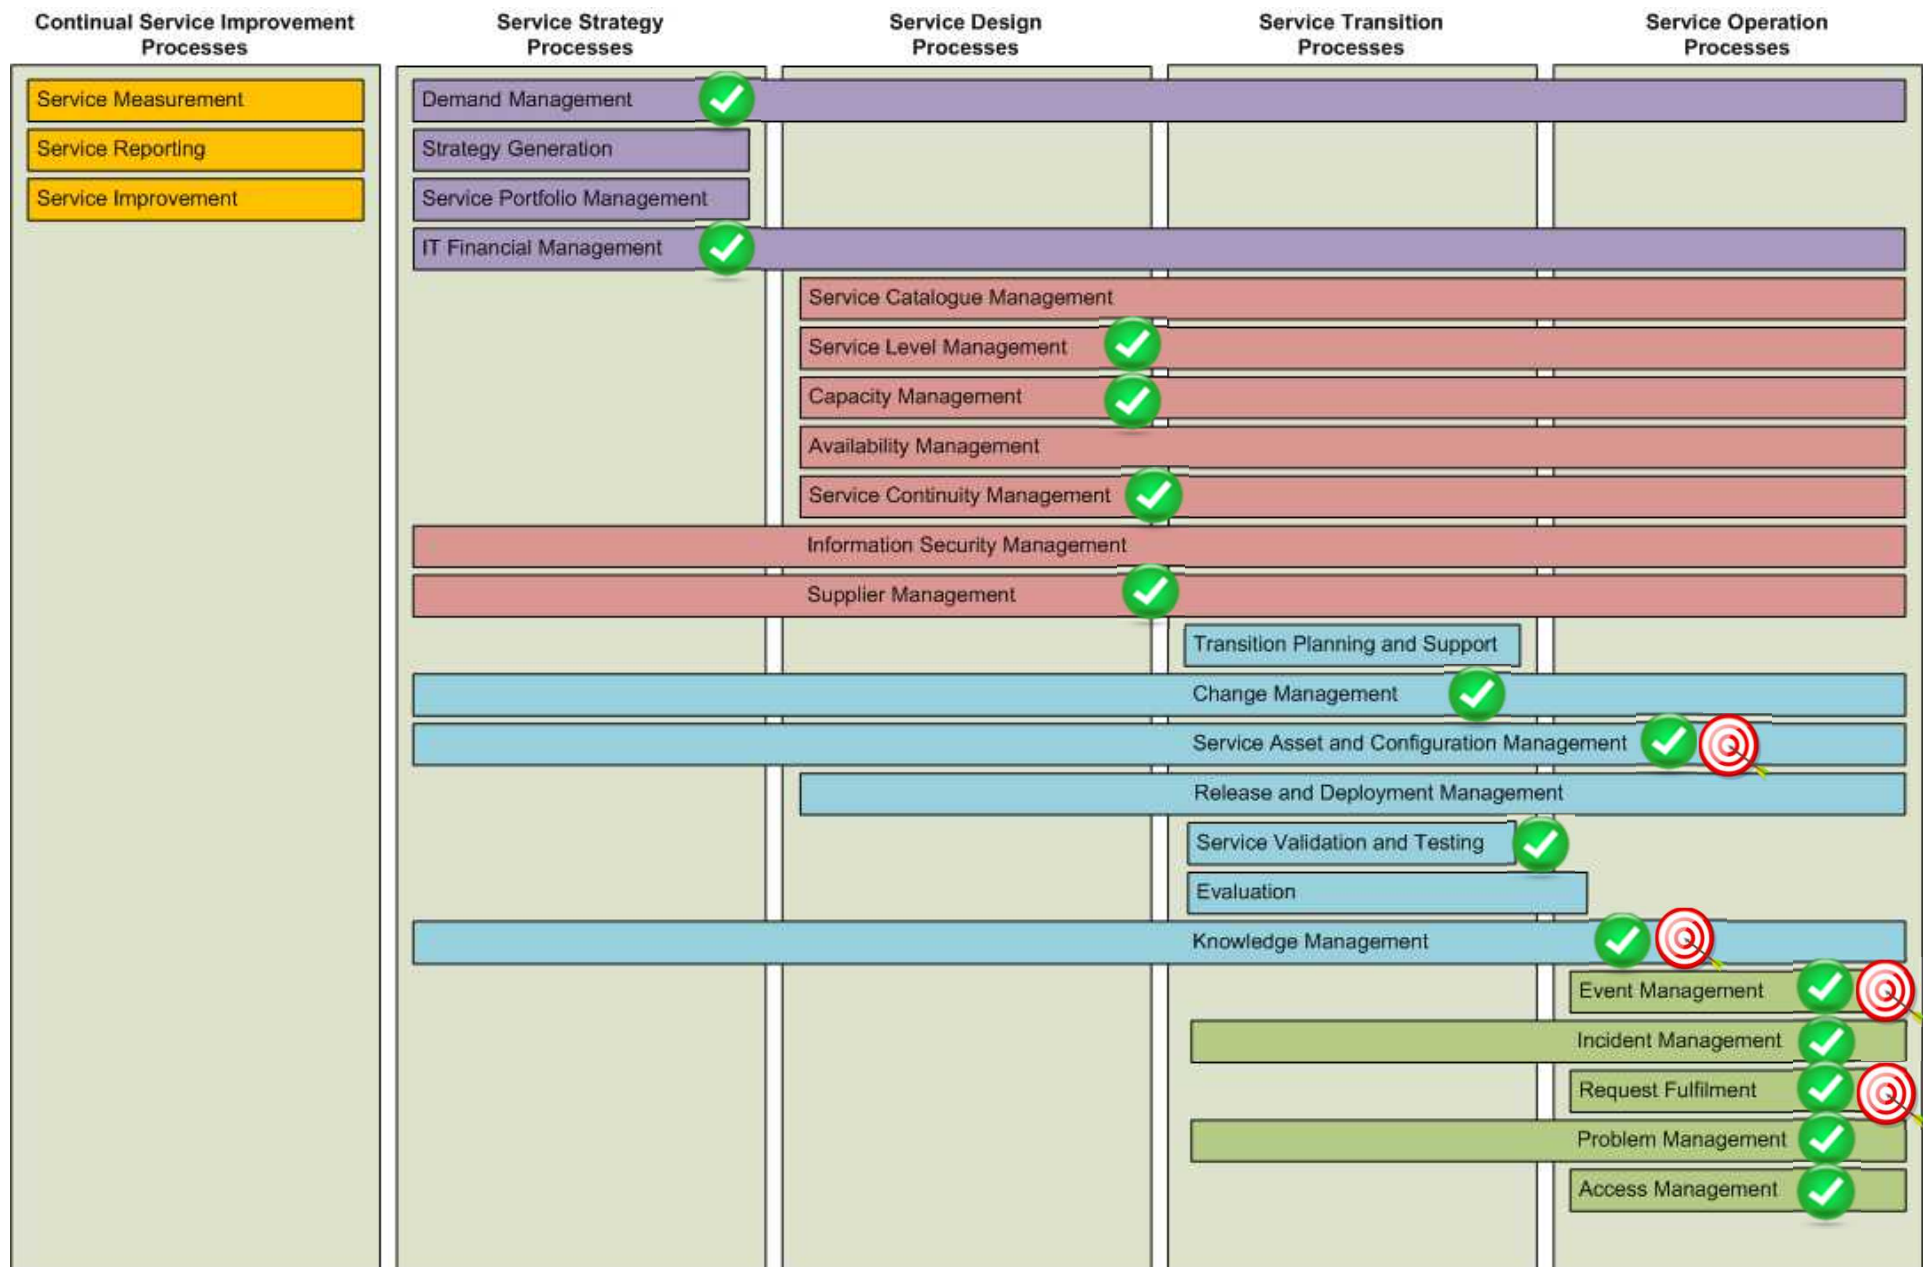 Continual Service Improvement
Processes
Service Strategy
Processes
Service Design
Processes
Service Transition
Processes
Service Operation
Processes
Service Measurement
Service Reporting
Service Improvement
Demand Management
Strategy Generation
Service Portfolio Management
IT Financial Management
Service Catalogue Management
Service Level Management
Capacity Management
Availability Management
Service Continuity Management
Information Security Management
Supplier Management
Transition Planning and Support
Change Management
Service Asset and Configuration Management
Release and Deployment Management
Service Validation and Testing
Evaluation
Knowledge Management
Event Management
Incident Management
Request Fulfilment
Problem Management
Access Management